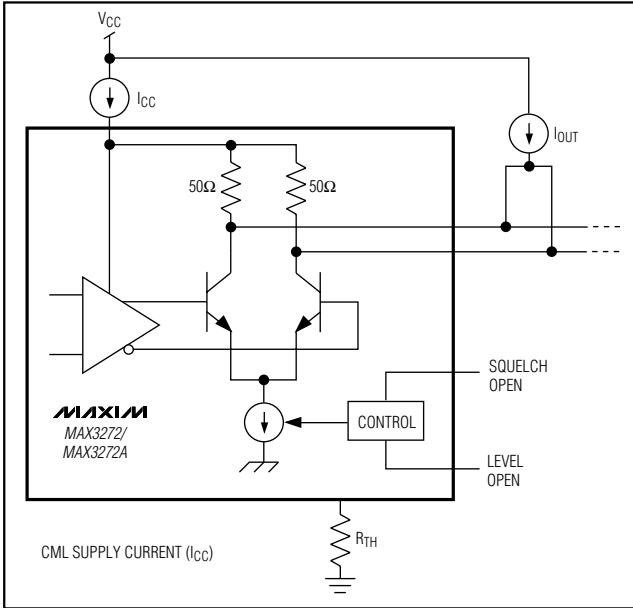 VCC
ICC
IOUT
50Ω 50Ω
SQUELCH
OPEN
CONTROL
MAXIM
MAX3272/
MAX3272A
LEVEL
OPEN
RTH
CML SUPPLY CURRENT (ICC)